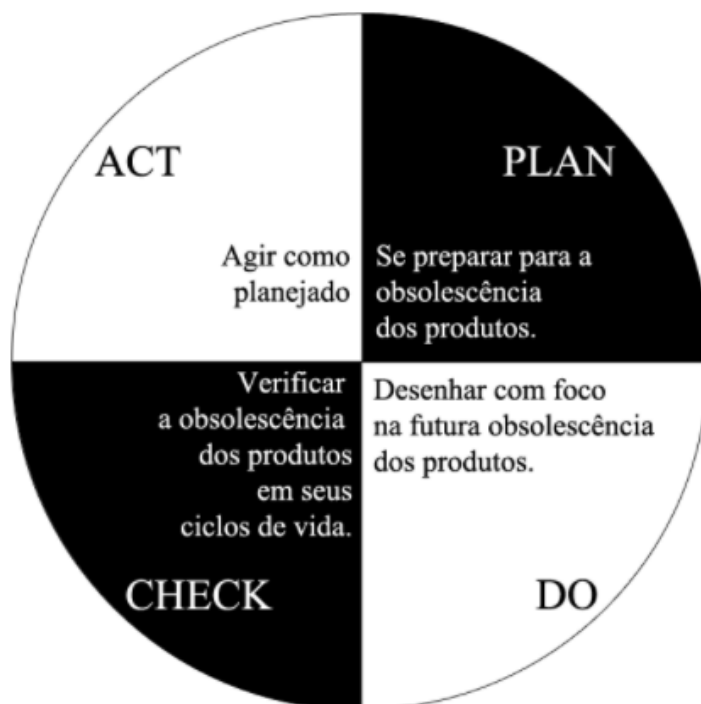 ACT
Agir como
planejado
PLAN
Se preparar para a
obsolescência
dos produtos.
Verificar
a obsolescência
dos produtos
em seus
ciclos de vida.
CHECK
Desenhar com foco
na futura obsolescência
dos produtos.
DO